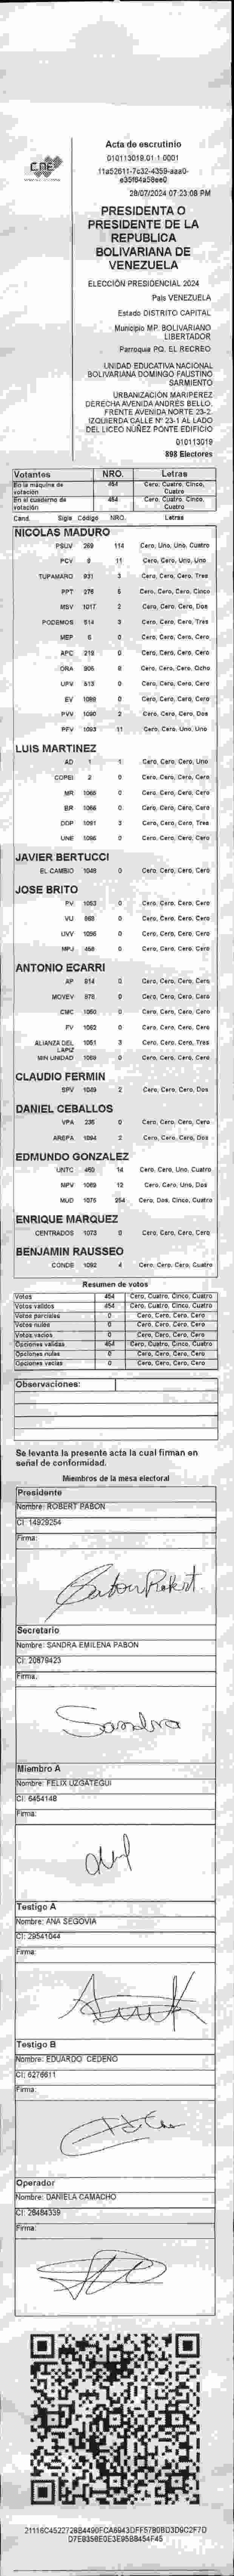 CNE
Acta de escrutinio
010113019.01.1.0001
11a52611-7c32-4359-aaa0-
e35f64a58ee0
28/07/2024 07:23:08 PM
PRESIDENTA O
PRESIDENTE DE LA
REPUBLICA
BOLIVARIANA DE
VENEZUELA
ELECCIÓN PRESIDENCIAL 2024
País VENEZUELA
Estado DISTRITO CAPITAL
Municipio MP. BOLIVARIANO
LIBERTADOR
Parroquia PQ. EL RECREO
UNIDAD EDUCATIVA NACIONAL
BOLIVARIANA DOMINGO FAUSTINO
SARMIENTO
URBANIZACIÓN MARIPEREZ
DERECHA AVENIDA ANDRÉS BELLO.
FRENTE AVENIDA NORTE 23-2.
IZQUIERDA CALLE N° 23-1 AL LADO
DEL LICEO NUÑEZ PONTE EDIFICIO
010113019
898 Electores
Votantes NRO. Letras
En la máquina de votación 454 Cero, Cuatro, Cinco, Cuatro
En el cuaderno de votación 454 Cero, Cuatro, Cinco, Cuatro
Cand. Sigla Código NRO. Letras
NICOLAS MADURO
PSUV 269 114 Cero, Uno, Uno, Cuatro
PCV 9 11 Cero, Cero, Uno, Uno
TUPAMARO 931 3 Cero, Cero, Cero, Tres
PPT 276 5 Cero, Cero, Cero, Cinco
MSV 1017 2 Cero, Cero, Cero, Dos
PODEMOS 514 3 Cero, Cero, Cero, Tres
MEP 6 0 Cero, Cero, Cero, Cero
APC 219 0 Cero, Cero, Cero, Cero
ORA 906 8 Cero, Cero, Cero, Ocho
UPV 513 0 Cero, Cero, Cero, Cero
EV 1099 0 Cero, Cero, Cero, Cero
PVV 1090 2 Cero, Cero, Cero, Dos
PFV 1093 11 Cero, Cero, Uno, Uno
LUIS MARTINEZ
AD 1 1 Cero, Cero, Cero, Uno
COPEI 2 0 Cero, Cero, Cero, Cero
MR 1068 0 Cero, Cero, Cero, Cero
BR 1066 0 Cero, Cero, Cero, Cero
DDP 1091 3 Cero, Cero, Cero, Tres
UNE 1095 0 Cero, Cero, Cero, Cero
JAVIER BERTUCCI
EL CAMBIO 1048 0 Cero, Cero, Cero, Cero
JOSE BRITO
PV 1053 0 Cero, Cero, Cero, Cero
VU 868 0 Cero, Cero, Cero, Cero
UVV 1096 0 Cero, Cero, Cero, Cero
MPJ 458 0 Cero, Cero, Cero, Cero
ANTONIO ECARRI
AP 814 0 Cero, Cero, Cero, Cero
MOVEV 978 0 Cero, Cero, Cero, Cero
CMC 1050 0 Cero, Cero, Cero, Cero
FV 1062 0 Cero, Cero, Cero, Cero
ALIANZA DEL LAPIZ 1051 3 Cero, Cero, Cero, Tres
MIN UNIDAD 1069 0 Cero, Cero, Cero, Cero
CLAUDIO FERMIN
SPV 1049 2 Cero, Cero, Cero, Dos
DANIEL CEBALLOS
VPA 235 0 Cero, Cero, Cero, Cero
AREPA 1094 2 Cero, Cero, Cero, Dos
EDMUNDO GONZALEZ
UNTC 460 14 Cero, Cero, Uno, Cuatro
MPV 1069 12 Cero, Cero, Uno, Dos
MUD 1076 254 Cero, Dos, Cinco, Cuatro
ENRIQUE MARQUEZ
CENTRADOS 1073 0 Cero, Cero, Cero, Cero
BENJAMIN RAUSSEO
CONDE 1092 4 Cero, Cero, Cero, Cuatro
Resumen de votos
Votos 454 Cero, Cuatro, Cinco, Cuatro
Votos validos 454 Cero, Cuatro, Cinco, Cuatro
Votos parciales 0 Cero, Cero, Cero, Cero
Votos nulos 0 Cero, Cero, Cero, Cero
Votos vacios 0 Cero, Cero, Cero, Cero
Opciones validas 454 Cero, Cuatro, Cinco, Cuatro
Opciones nulas 0 Cero, Cero, Cero, Cero
Opciones vacias 0 Cero, Cero, Cero, Cero
Observaciones:
Se levanta la presente acta la cual firman en
señal de conformidad.
Miembros de la mesa electoral
Presidente
Nombre: ROBERT PABON
CI: 14929254
Firma:
Secretario
Nombre: SANDRA EMILENA PABON
CI: 20879423
Firma:
Sandra
Miembro A
Nombre: FELIX UZGATEGUI
CI: 6454148
Firma:
Testigo A
Nombre: ANA SEGOVIA
CI: 29541044
Firma:
Testigo B
Nombre: EDUARDO CEDEÑO
CI: 6276611
Firma:
Operador
Nombre: DANIELA CAMACHO
CI: 28484339
Firma: